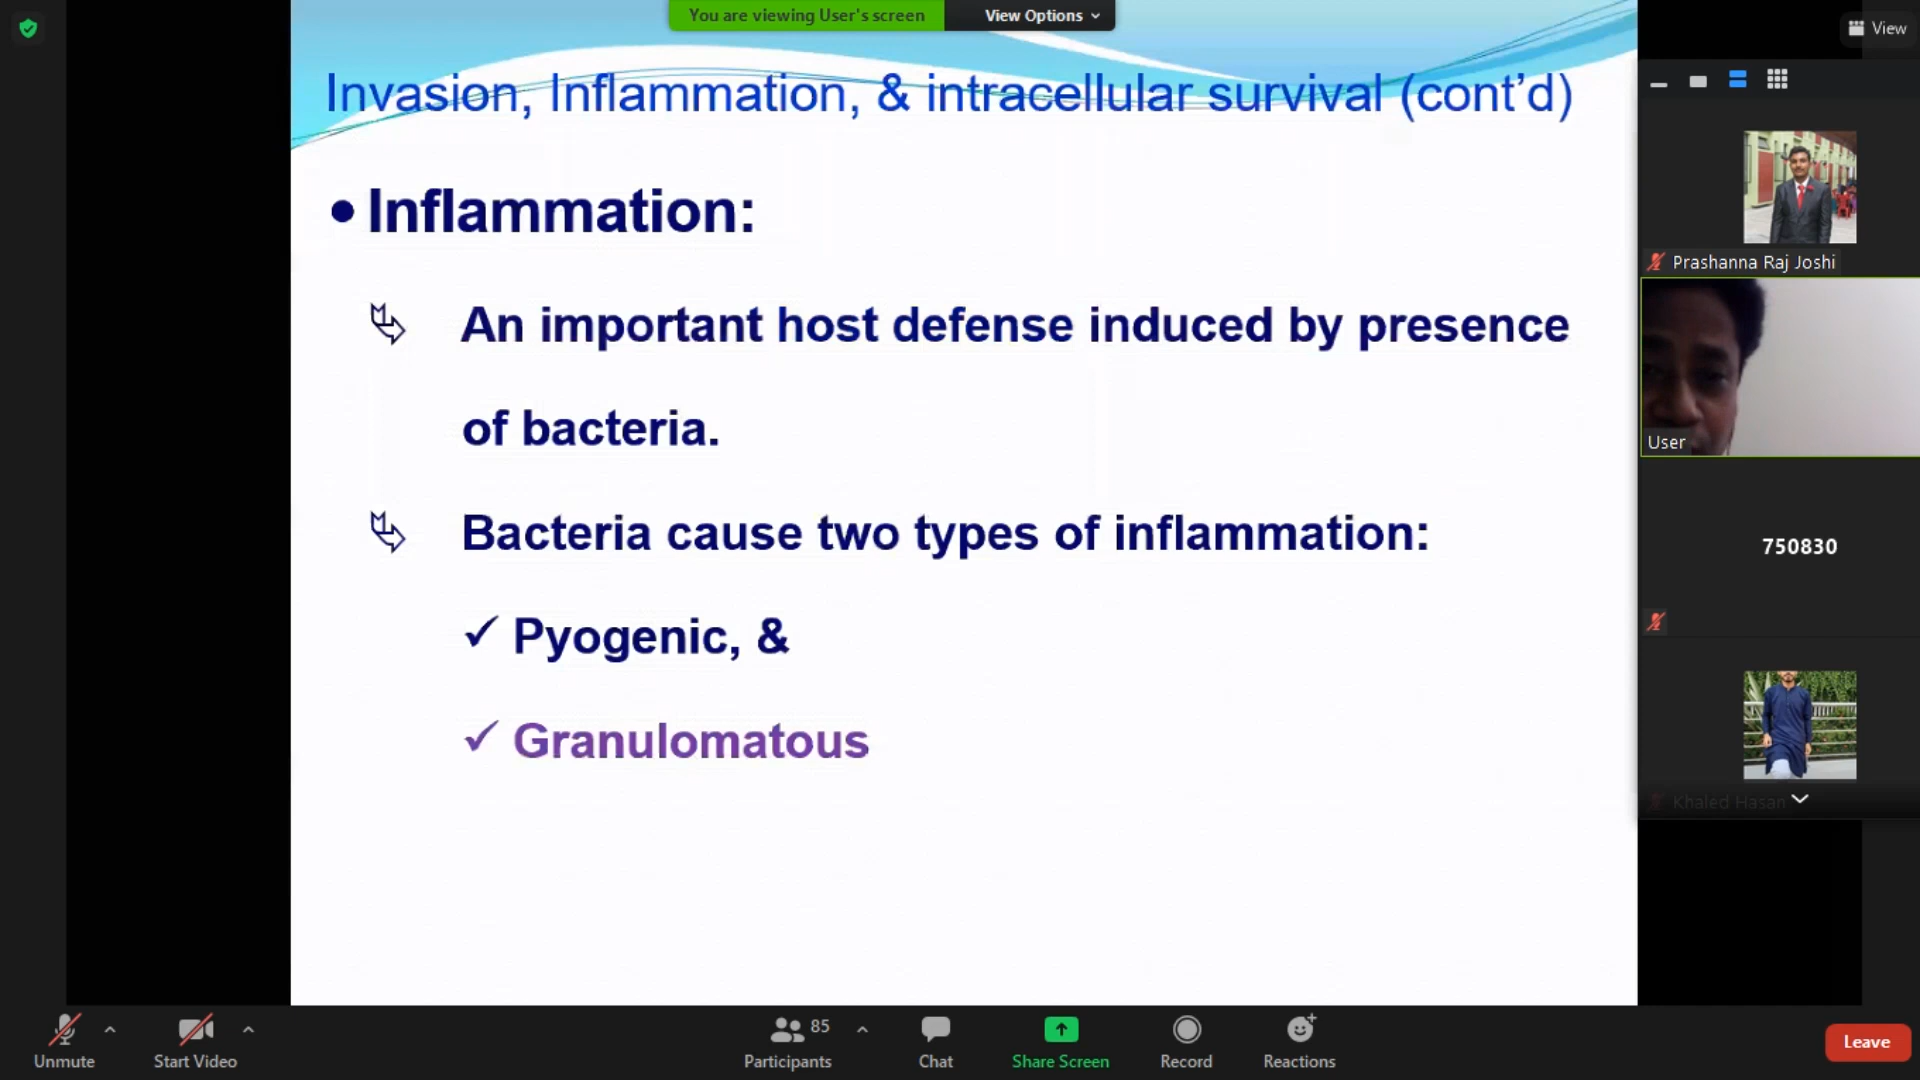 You are viewing User's screen
View Options
View
Invasion, Inflammation, & intracellular survival (cont’d)
• Inflammation:
An important host defense induced by presence
of bacteria.
Bacteria cause two types of inflammation:
✓ Pyogenic, &
✓ Granulomatous
Prashanna Raj Joshi
User
750830
Khaled Hasan
Unmute
Start Video
85
Participants
Chat
Share Screen
Record
Reactions
Leave